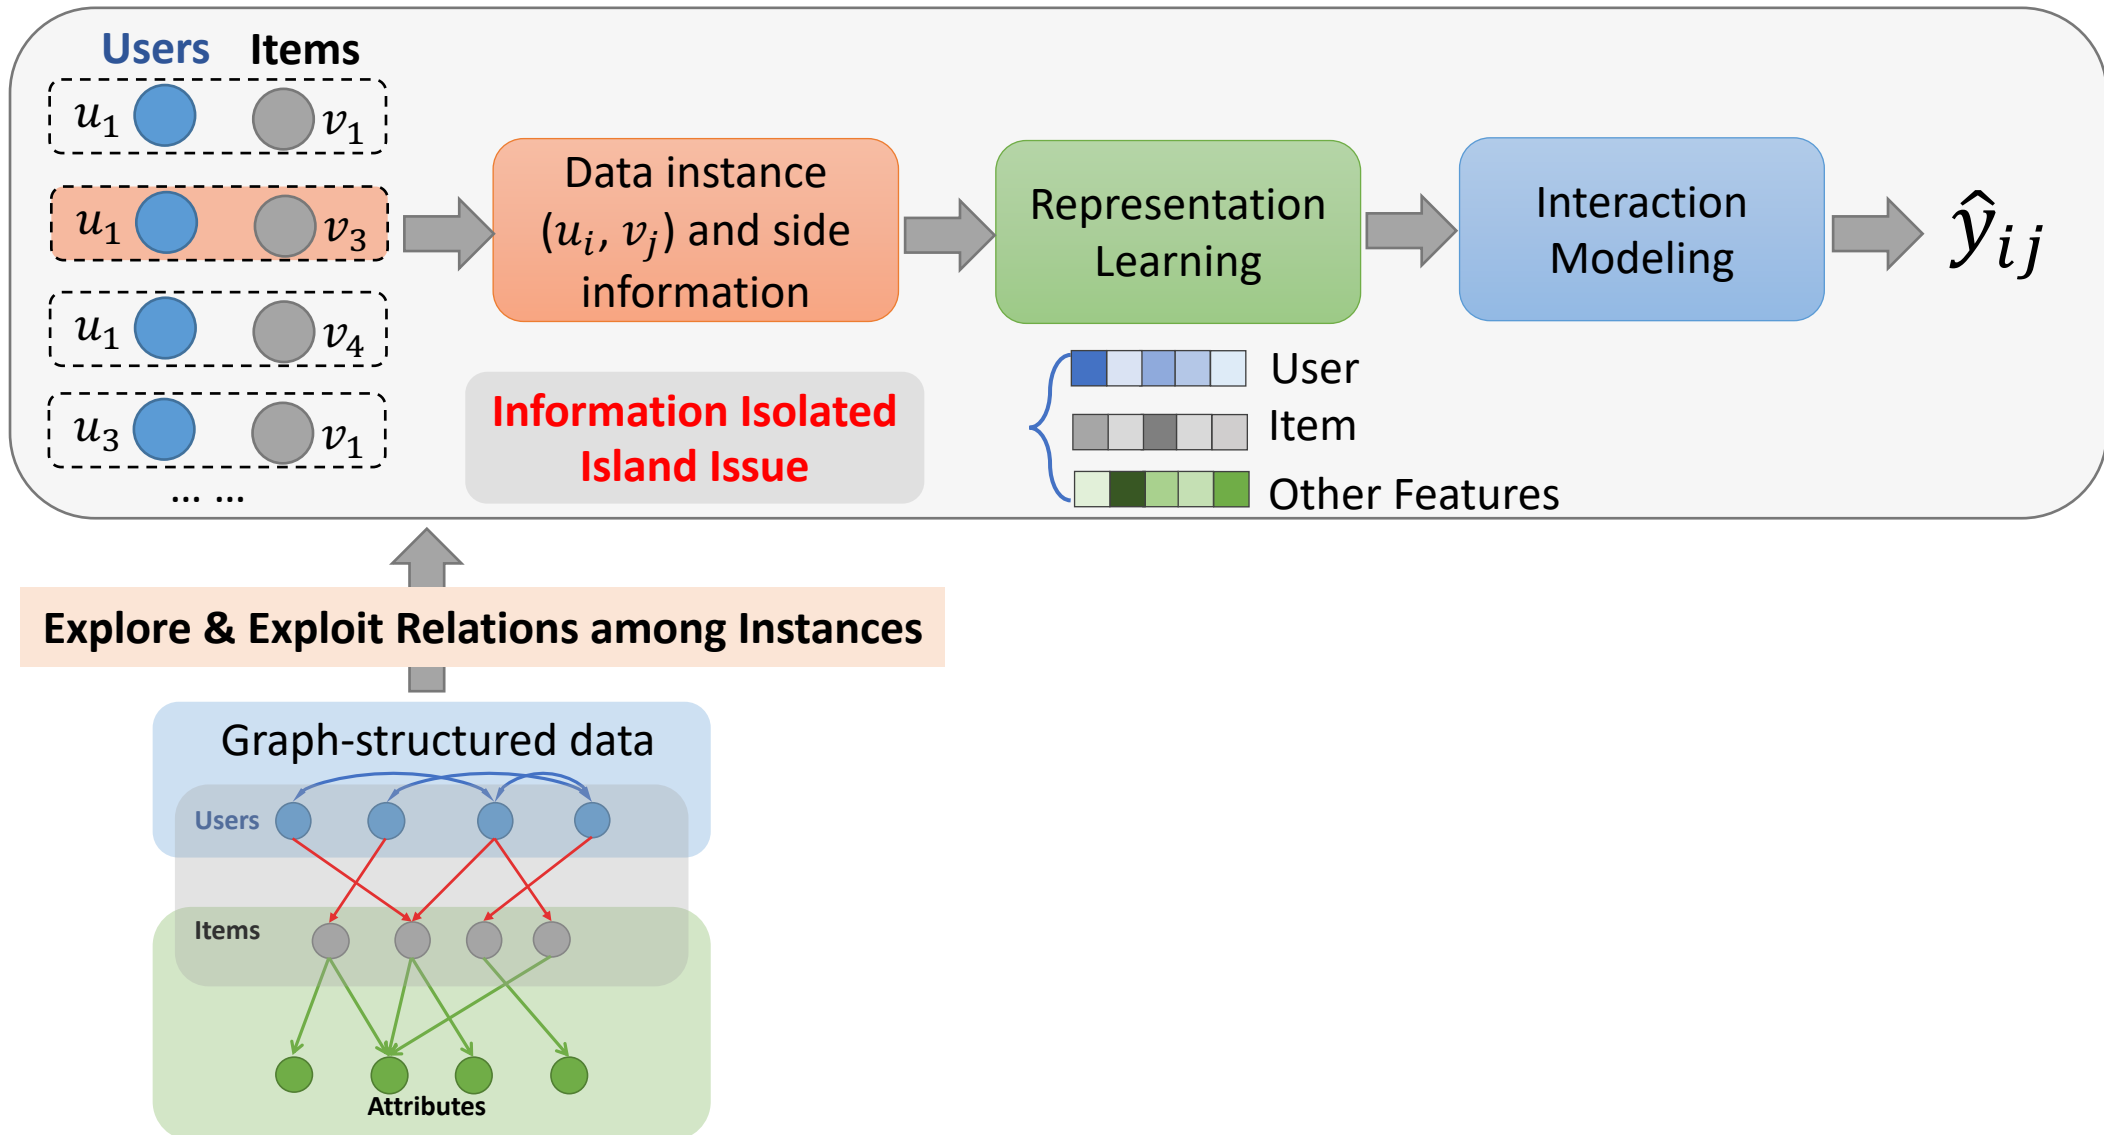 Users Items
u₁ v₁
u₁ v₃
u₁ v₄
u₃ v₁
... ...
Data instance
(uᵢ, vⱼ) and side
information
Representation
Learning
Interaction
Modeling
ŷᵢⱼ
Information Isolated
Island Issue
User
Item
Other Features
Explore & Exploit Relations among Instances
Graph-structured data
Users
Items
Attributes